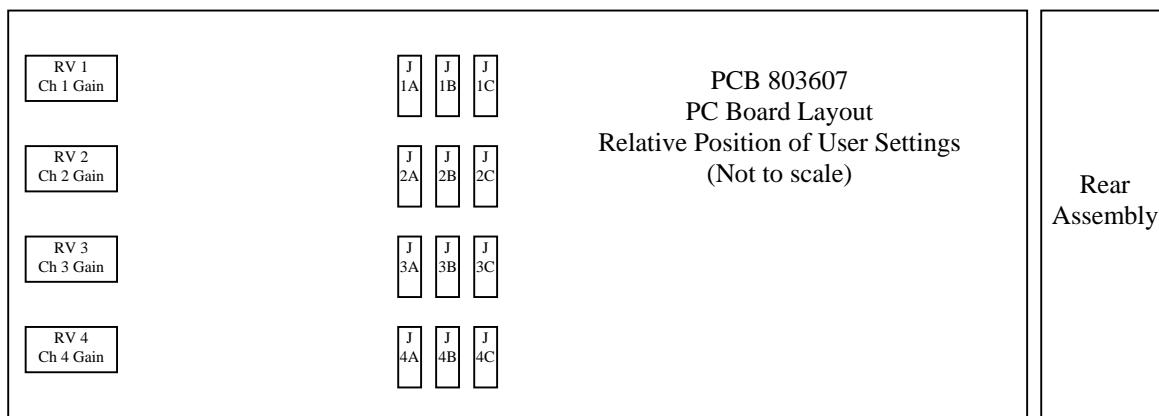 RV 1
Ch 1 Gain
J
1A
J
1B
J
1C
PCB 803607
PC Board Layout
Relative Position of User Settings
(Not to scale)
RV 2
Ch 2 Gain
J
2A
J
2B
J
2C
Rear
Assembly
RV 3
Ch 3 Gain
J
3A
J
3B
J
3C
RV 4
Ch 4 Gain
J
4A
J
4B
J
4C